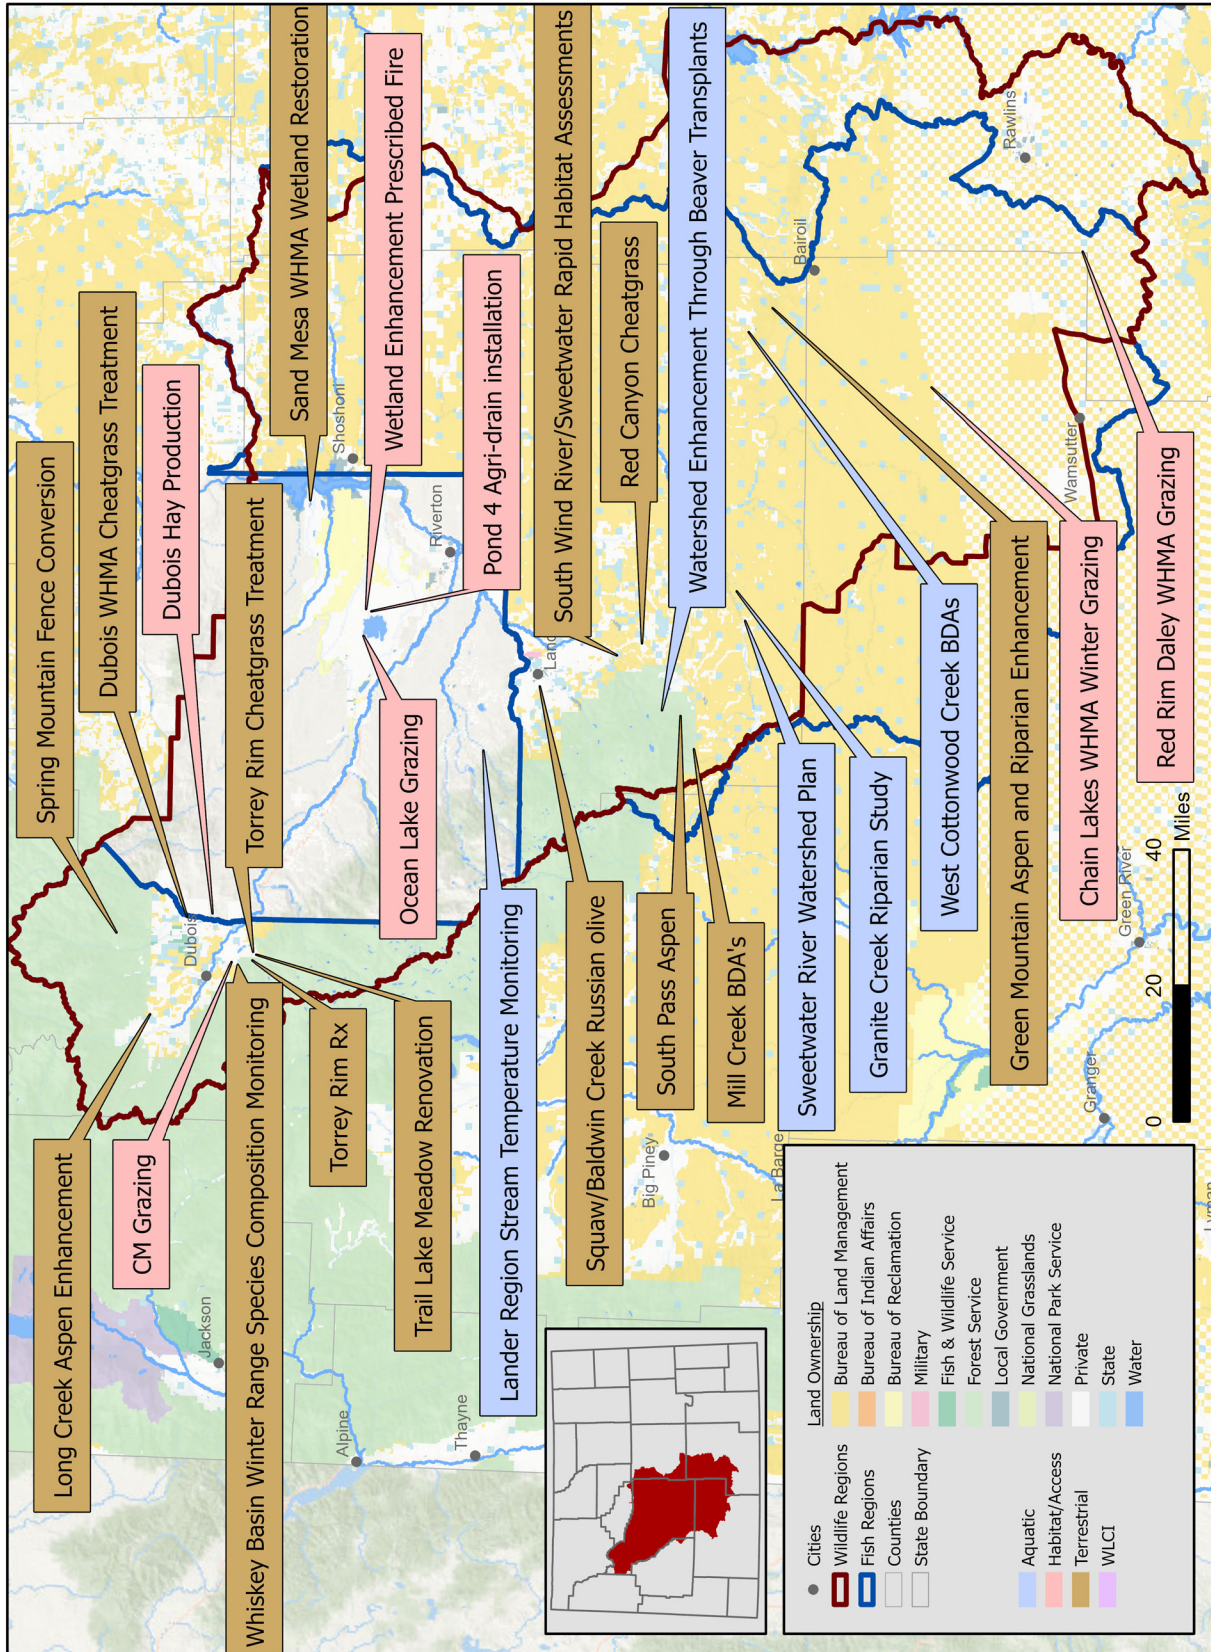 Spring Mountain Fence Conversion
Dubois WHMA Cheatgrass Treatment
Dubois Hay Production
Torrey Rim Cheatgrass Treatment
Sand Mesa WHMA Wetland Restoration
Wetland Enhancement Prescribed Fire
Pond 4 Agri-drain installation
Ocean Lake Grazing
South Wind River/Sweetwater Rapid Habitat Assessments
Red Canyon Cheatgrass
Watershed Enhancement Through Beaver Transplants
Long Creek Aspen Enhancement
CM Grazing
Whiskey Basin Winter Range Species Composition Monitoring
Torrey Rim Rx
Trail Lake Meadow Renovation
Lander Region Stream Temperature Monitoring
Squaw/Baldwin Creek Russian olive
South Pass Aspen
Mill Creek BDA's
Sweetwater River Watershed Plan
Granite Creek Riparian Study
West Cottonwood Creek BDAs
Green Mountain Aspen and Riparian Enhancement
Chain Lakes WHMA Winter Grazing
Red Rim Daley WHMA Grazing
Dubois
Jackson
Alpine
Thayne
Shoshoni
Riverton
Land
Big Piney
La Barge
Bairoil
Rawlins
Wamsutter
Green River
Granger
Lyman
0 20 40
Miles
Cities
Wildlife Regions
Fish Regions
Counties
State Boundary
Aquatic
Habitat/Access
Terrestrial
WLCI
Land Ownership
Bureau of Land Management
Bureau of Indian Affairs
Bureau of Reclamation
Military
Fish & Wildlife Service
Forest Service
Local Government
National Grasslands
National Park Service
Private
State
Water